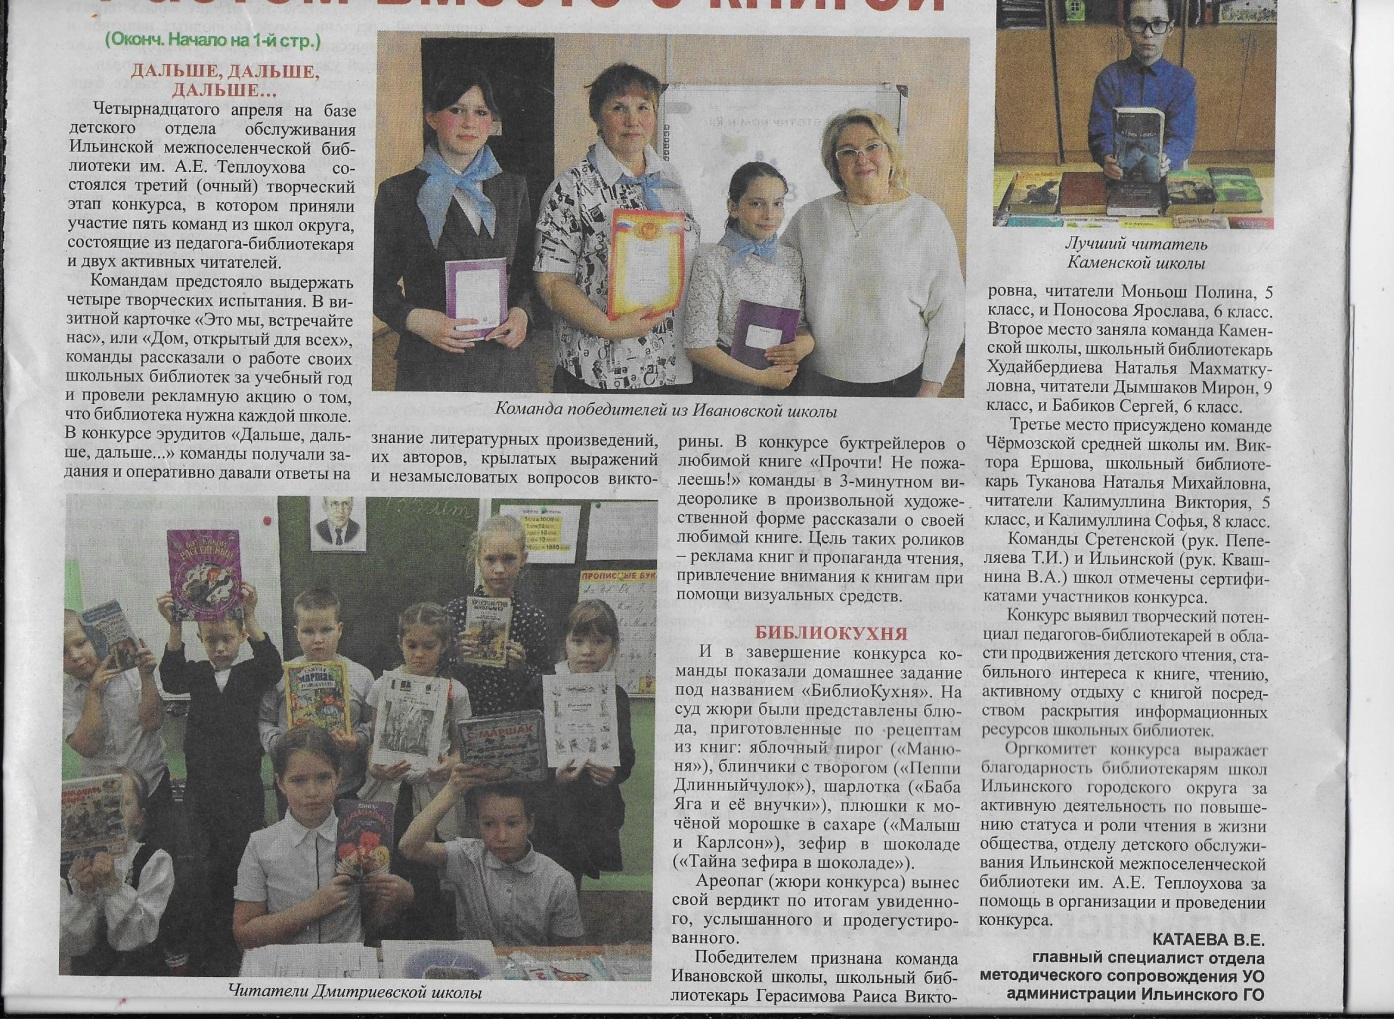 (Оконч. Начало на 1-й стр.)
ДАЛЬШЕ, ДАЛЬШЕ,
ДАЛЬШЕ...
Четырнадцатого апреля на базе
детского отдела обслуживания
Ильинской межпоселенческой биб-
лиотеки им. А.Е. Теплоухова со-
стоялся третий (очный) творческий
этап конкурса, в котором приняли
участие пять команд из школ округа,
состоящие из педагога-библиотекаря
и двух активных читателей.
Командам предстояло выдержать
четыре творческих испытания. В ви-
зитной карточке «Это мы, встречайте
нас», или «Дом, открытый для всех»,
команды рассказали о работе своих
школьных библиотек за учебный год
и провели рекламную акцию о том,
что библиотека нужна каждой школе.
В конкурсе эрудитов «Дальше, даль-
ше, дальше...» команды получали за-
дания и оперативно давали ответы на
Команда победителей из Ивановской школы
знание литературных произведений,
их авторов, крылатых выражений
и незамысловатых вопросов викто-
Читатели Дмитриевской школы
рины. В конкурсе буктрейлеров о
любимой книге «Прочти! Не пожа-
леешь!» команды в 3-минутном ви-
деоролике в произвольной художе-
ственной форме рассказали о своей
любимой книге. Цель таких роликов
– реклама книг и пропаганда чтения,
привлечение внимания к книгам при
помощи визуальных средств.
БИБЛИОКУХНЯ
И в завершение конкурса ко-
манды показали домашнее задание
под названием «БиблиоКухня». На
суд жюри были представлены блю-
да, приготовленные по рецептам
из книг: яблочный пирог («Маню-
ня»), блинчики с творогом («Пеппи
Длинныйчулок»), шарлотка («Баба
Яга и её внучки»), плюшки к мо-
чёной морошке в сахаре («Малыш
и Карлсон»), зефир в шоколаде
(«Тайна зефира в шоколаде»).
Ареопаг (жюри конкурса) вынес
свой вердикт по итогам увиденно-
го, услышанного и продегустиро-
ванного.
Победителем признана команда
Ивановской школы, школьный биб-
лиотекарь Герасимова Раиса Викто-
Лучший читатель
Каменской школы
ровна, читатели Моньош Полина, 5
класс, и Поносова Ярослава, 6 класс.
Второе место заняла команда Камен-
ской школы, школьный библиотекарь
Худайбердиева Наталья Махматку-
ловна, читатели Дымшаков Мирон, 9
класс, и Бабиков Сергей, 6 класс.
Третье место присуждено команде
Чёрмозской средней школы им. Вик-
тора Ершова, школьный библиоте-
карь Туканова Наталья Михайловна,
читатели Калимуллина Виктория, 5
класс, и Калимуллина Софья, 8 класс.
Команды Сретенской (рук. Пепе-
ляева Т.И.) и Ильинской (рук. Кваш-
нина В.А.) школ отмечены сертифи-
катами участников конкурса.
Конкурс выявил творческий потен-
циал педагогов-библиотекарей в обла-
сти продвижения детского чтения, ста-
бильного интереса к книге, чтению,
активному отдыху с книгой посред-
ством раскрытия информационных
ресурсов школьных библиотек.
Оргкомитет конкурса выражает
благодарность библиотекарям школ
Ильинского городского округа за
активную деятельность по повыше-
нию статуса и роли чтения в жизни
общества, отделу детского обслужи-
вания Ильинской межпоселенческой
библиотеки им. А.Е. Теплоухова за
помощь в организации и проведении
конкурса.
КАТАЕВА В.Е.
главный специалист отдела
методического сопровождения УО
администрации Ильинского ГО
ПРОПИСНЫЕ БУК
МАРШАК
С. МАРШАК